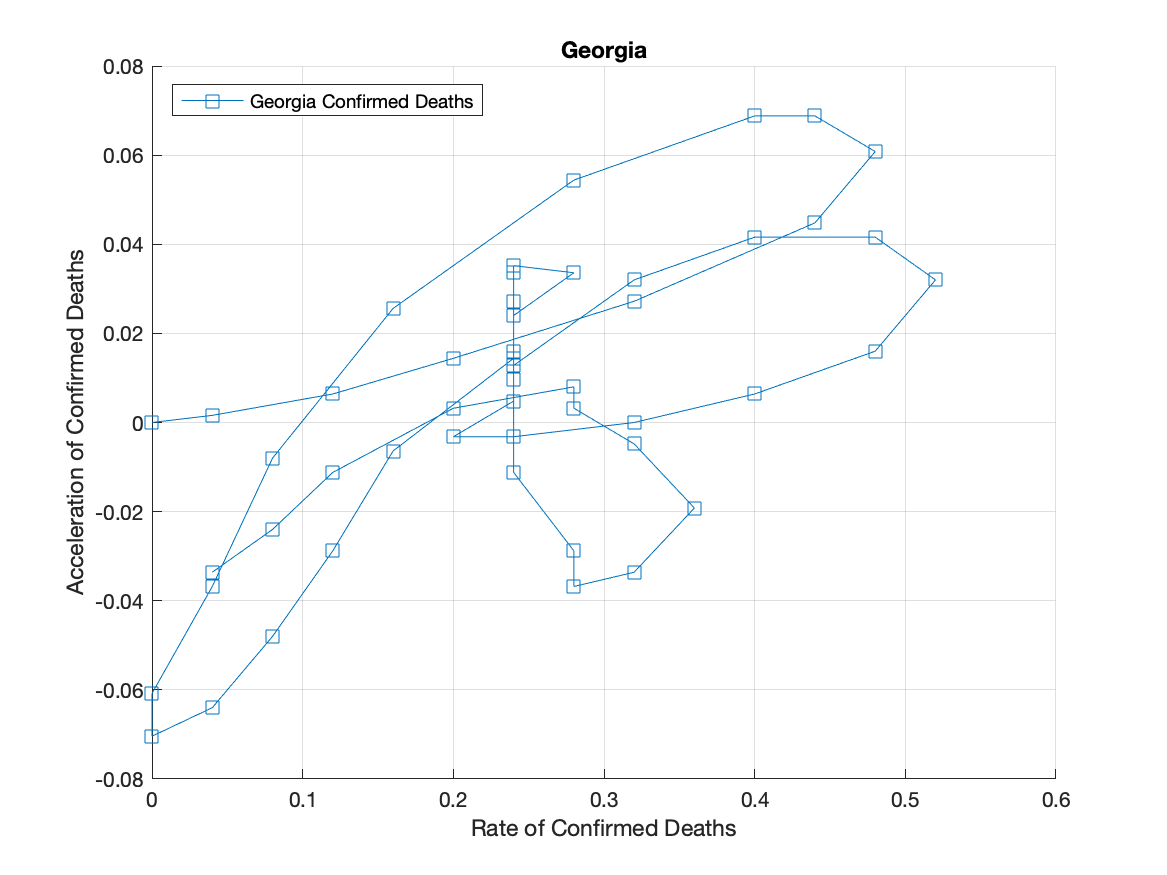 Georgia
Georgia Confirmed Deaths
Acceleration of Confirmed Deaths
0.08
0.06
0.04
0.02
0
-0.02
-0.04
-0.06
-0.08
0 0.1 0.2 0.3 0.4 0.5 0.6
Rate of Confirmed Deaths